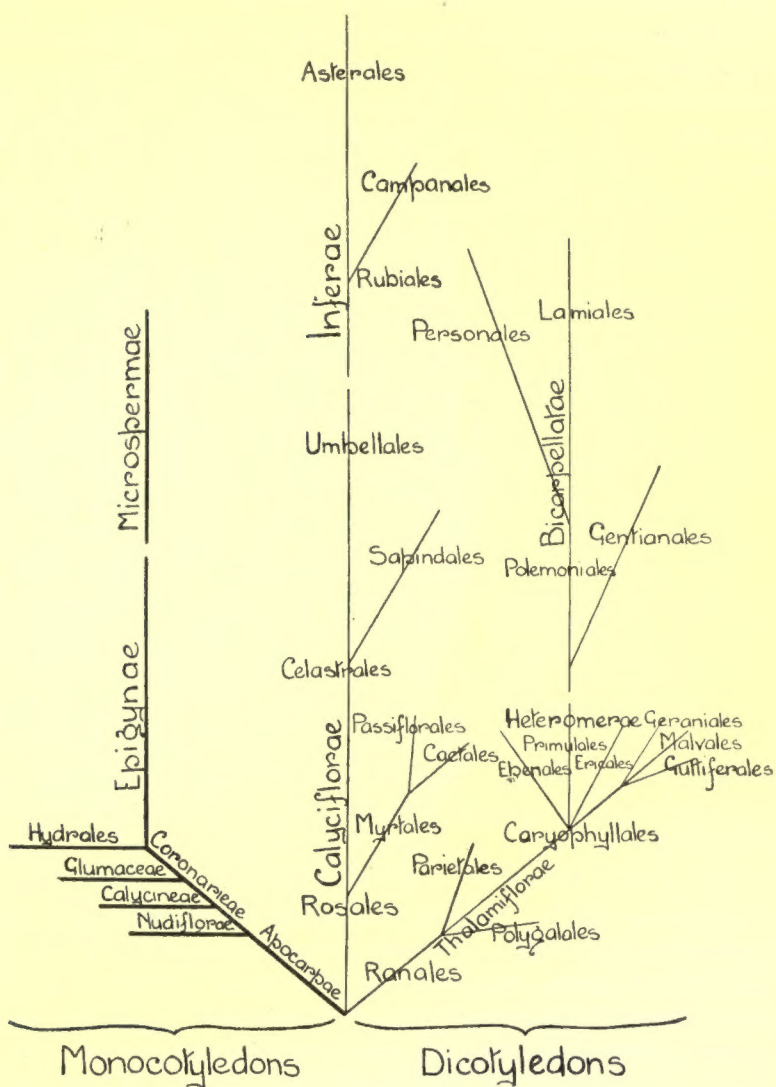 Asterales
Campanales
Inferae
Rubiales
Personales
Lamiales
Microspermae
Umbellales
Bicarpellatae
Sapindales
Gentianales
Polemoniales
Celastrales
Epigynae
Calyciflorae
Passiflorales
Cactales
Heteromerae
Geraniales
Primulales
Malvales
Ebenales
Ericales
Guttiferales
Myrtales
Caryophyllales
Hydrales
Coronarieae
Glumaceae
Parietales
Calycineae
Rosales
Thalamiflorae
Nudiflorae
Polygalales
Apocarpae
Ranales
Monocotyledons
Dicotyledons